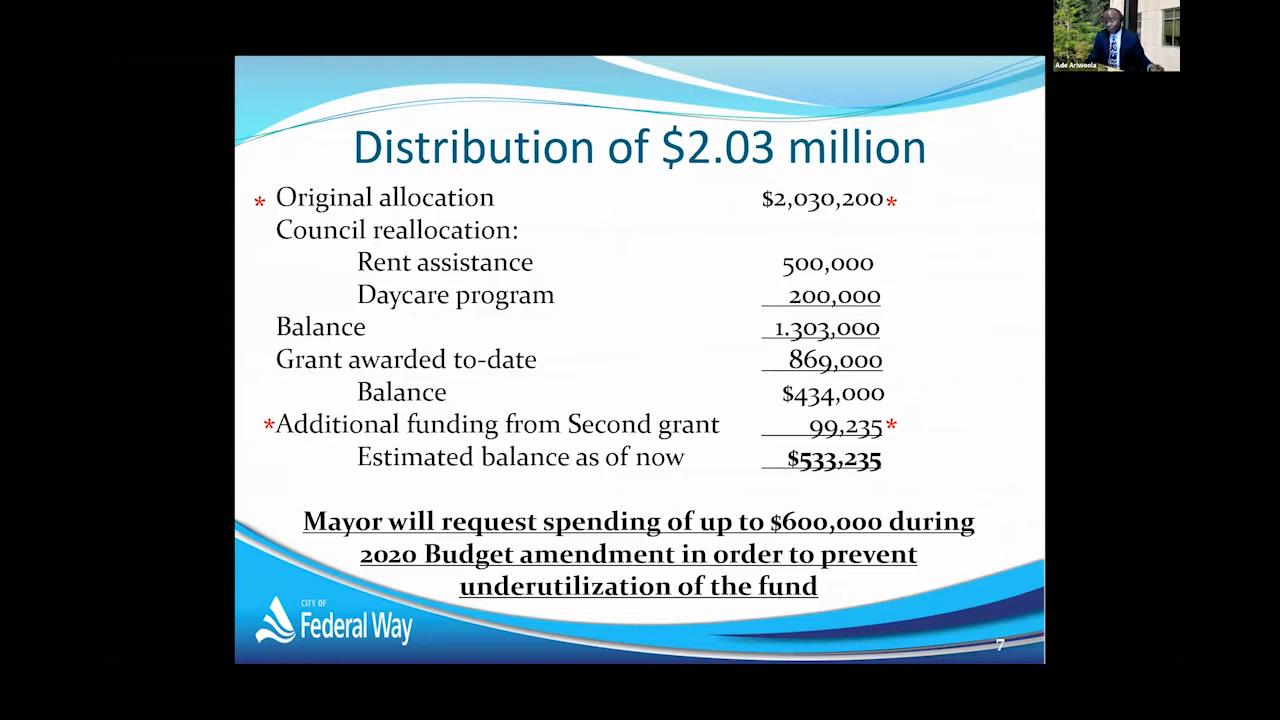 Ade Ariwoola
Distribution of $2.03 million
* Original allocation $2,030,200*
Council reallocation:
Rent assistance 500,000
Daycare program 200,000
Balance 1.303,000
Grant awarded to-date 869,000
Balance $434,000
*Additional funding from Second grant 99,235*
Estimated balance as of now $533,235
Mayor will request spending of up to $600,000 during
2020 Budget amendment in order to prevent
underutilization of the fund
CITY OF
Federal Way
7